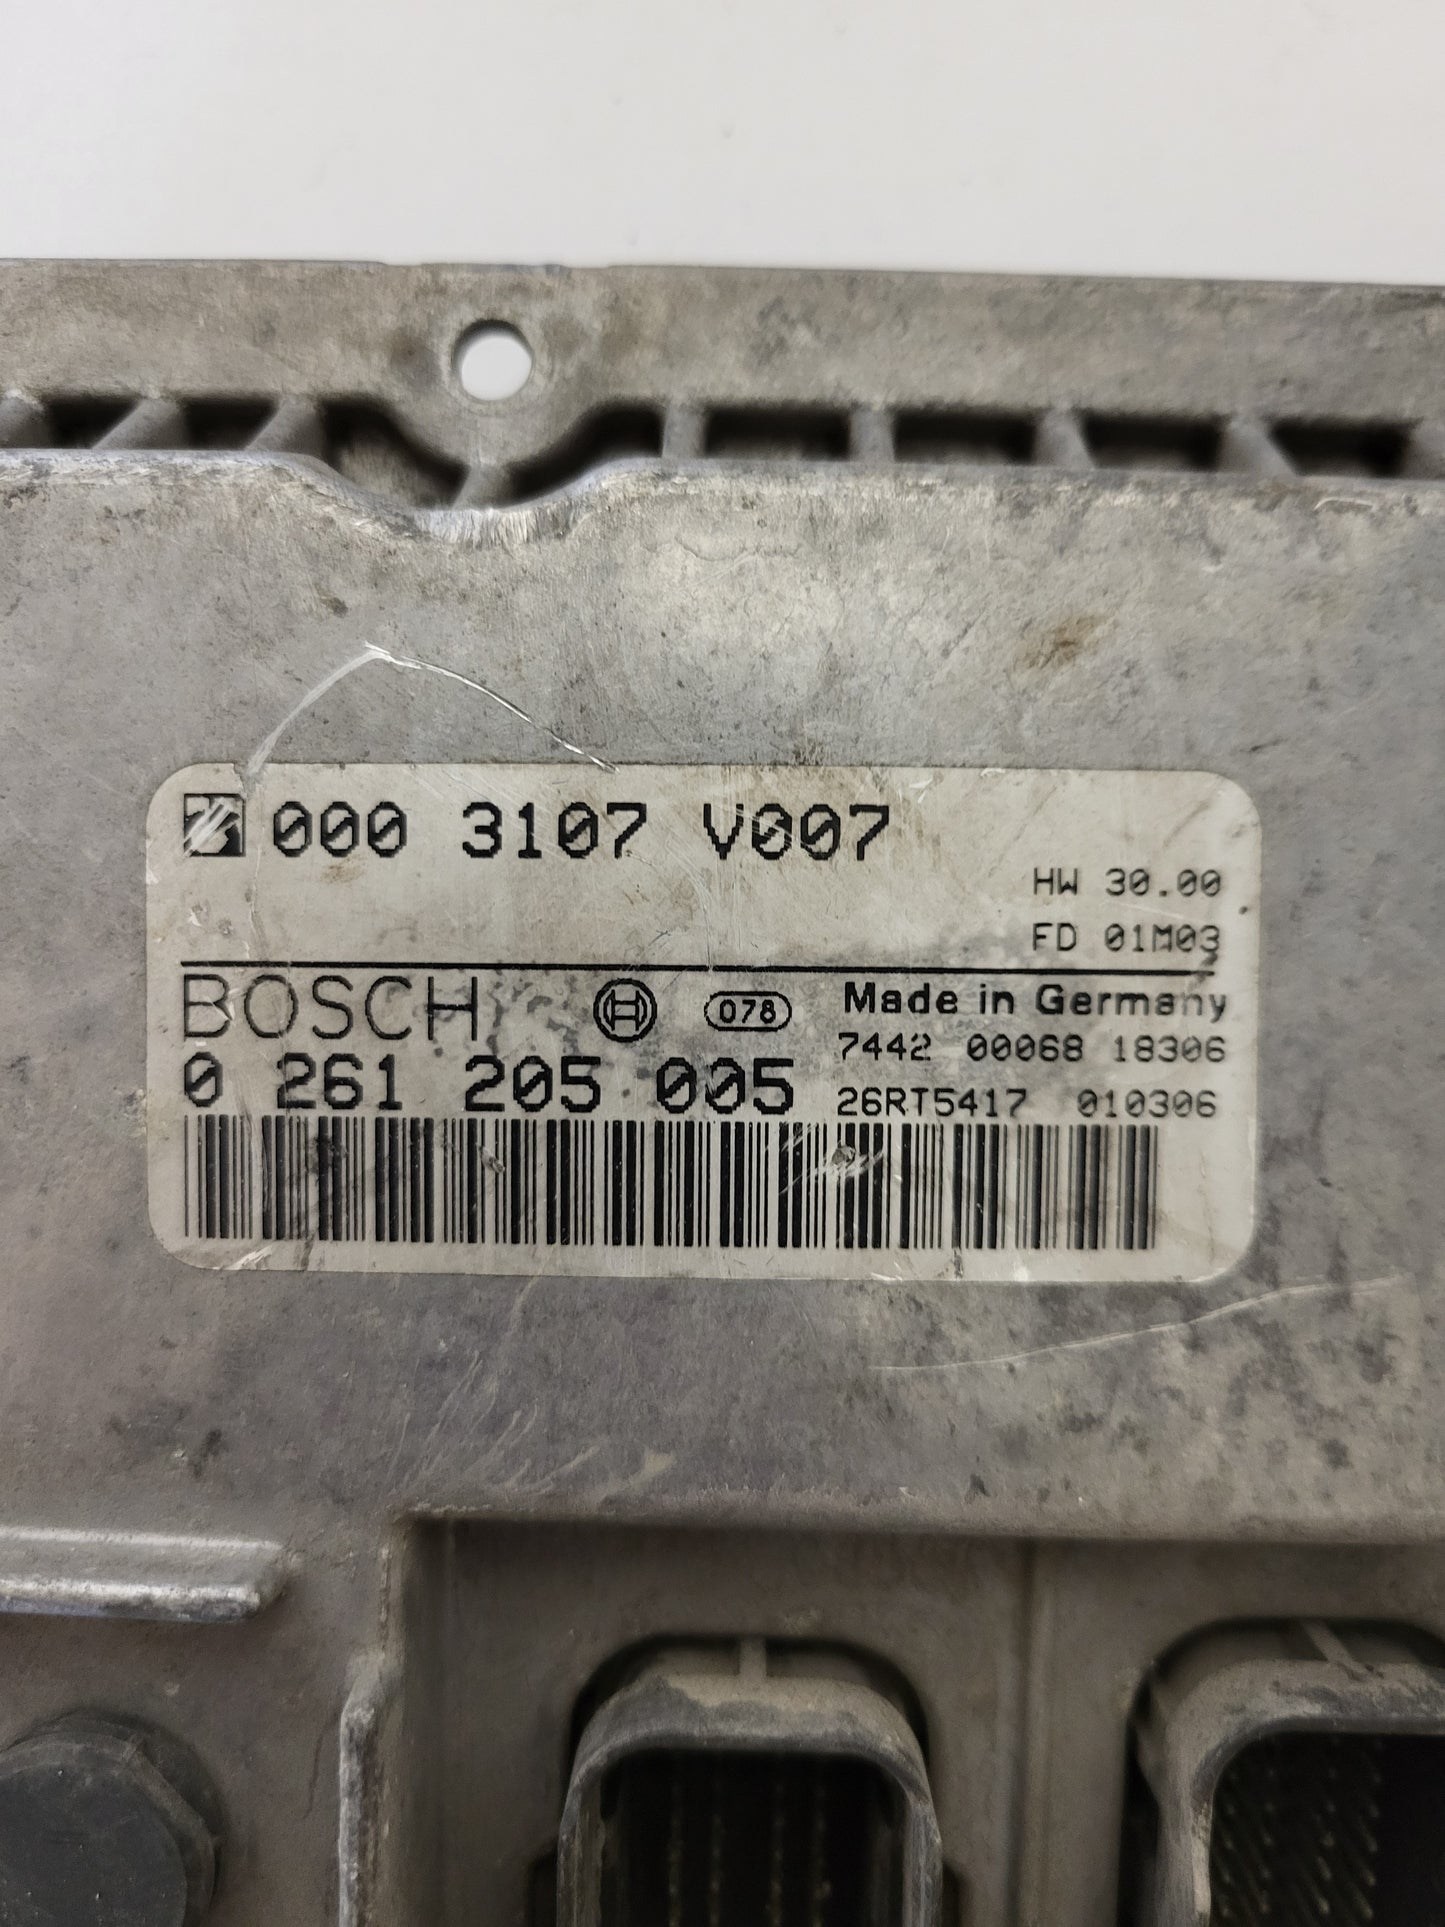 000 3107 V007
HW 30.00
FD 01M03
BOSCH 078 Made in Germany
7442 00068 18306
0 261 205 005
26RT5417 010306